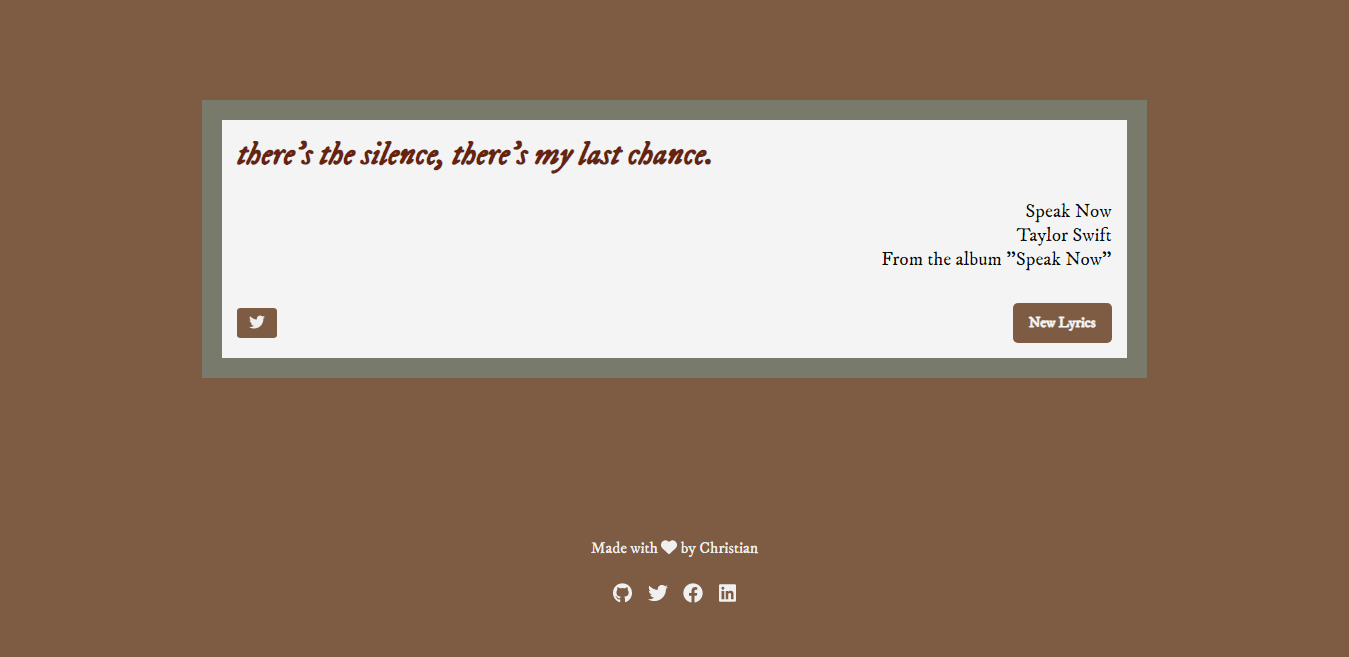 there’s the silence, there’s my last chance.
Speak Now
Taylor Swift
From the album ”Speak Now”
New Lyrics
Made with ♥ by Christian